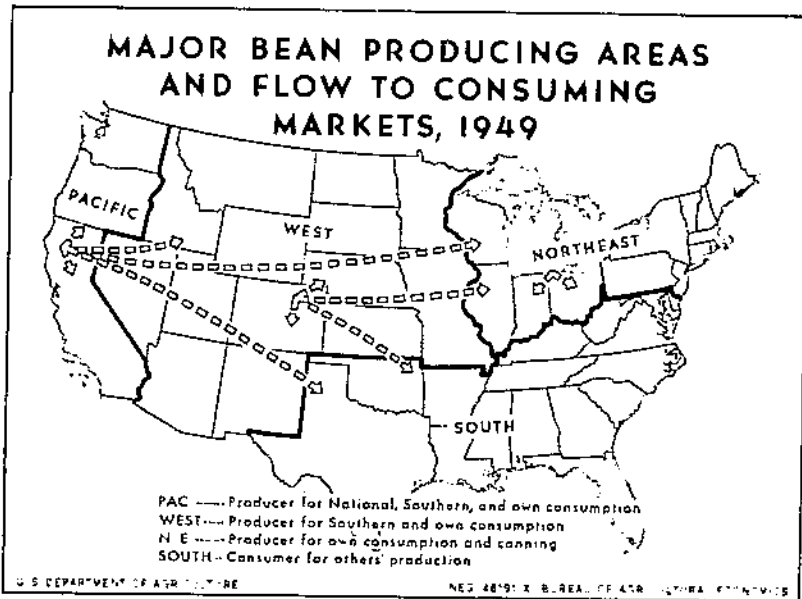 MAJOR BEAN PRODUCING AREAS
AND FLOW TO CONSUMING
MARKETS, 1949
PACIFIC
WEST
NORTHEAST
SOUTH
PAC ---- Producer for National, Southern, and own consumption
WEST---- Producer for Southern and own consumption
N E ---- Producer for own consumption and canning
SOUTH-- Consumer for others' production
U S DEPARTMENT OF AGRICULTURE
NEG BUREAU OF AGRICULTURAL ECONOMICS